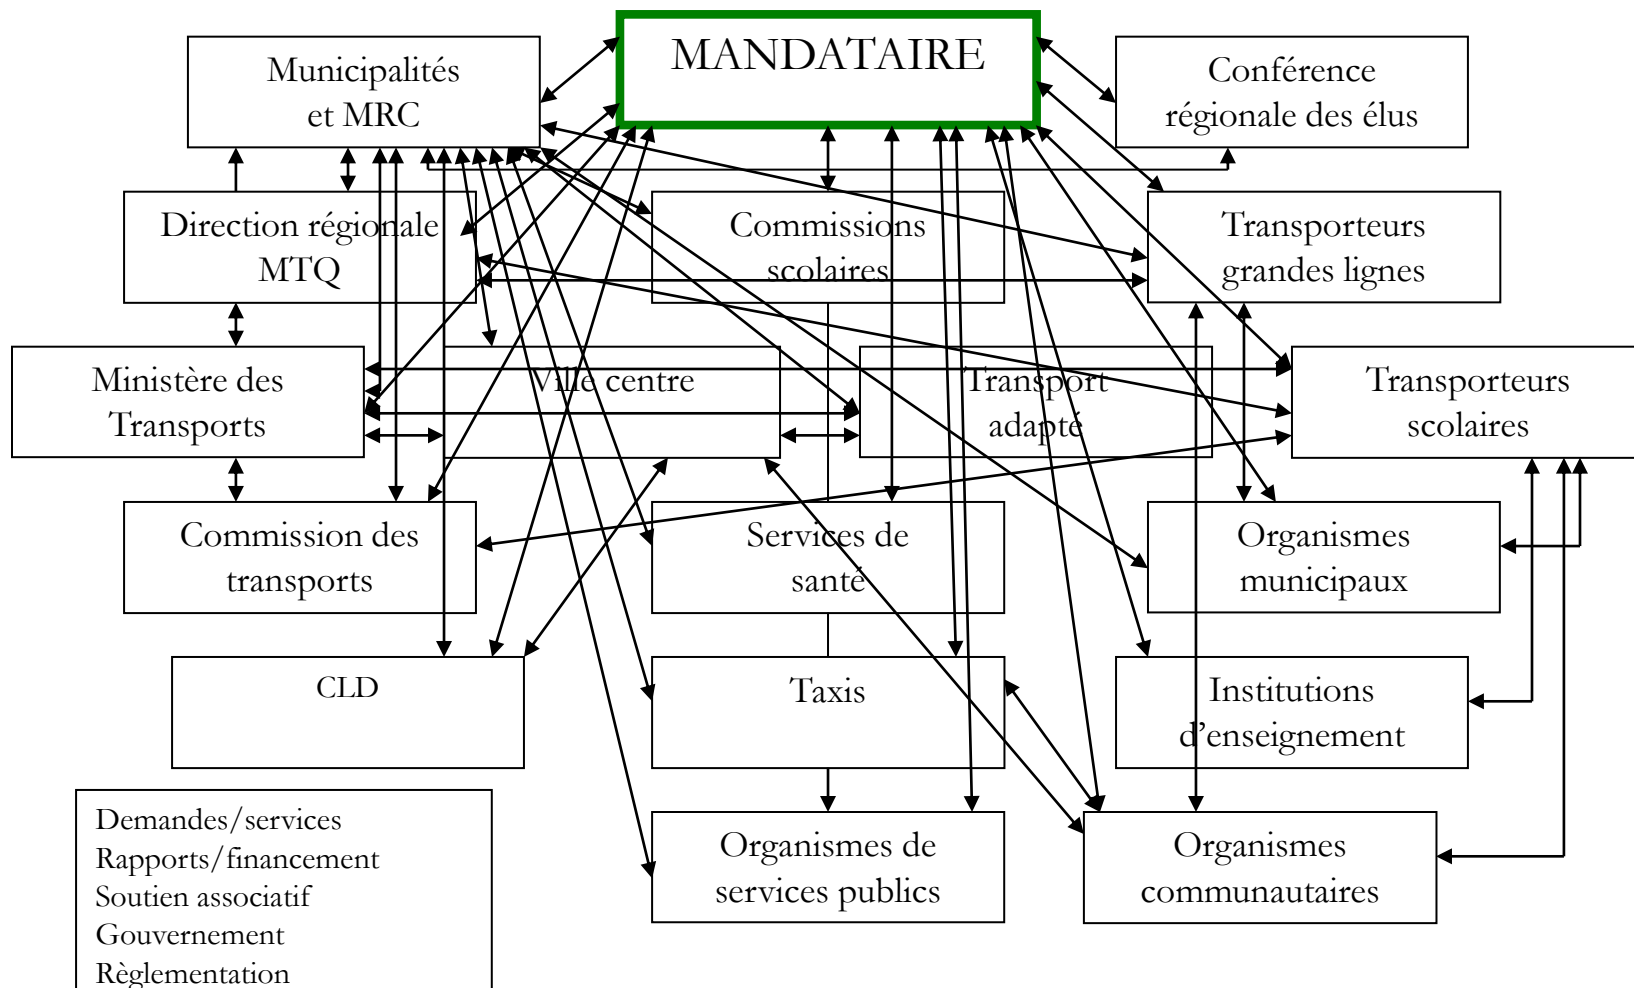 MANDATAIRE
Municipalités
et MRC
Conférence
régionale des élus
Direction régionale
MTQ
Commissions
scolaires
Transporteurs
grandes lignes
Ministère des
Transports
Ville centre
Transport
adapté
Transporteurs
scolaires
Commission des
transports
Services de
santé
Organismes
municipaux
CLD
Taxis
Institutions
d'enseignement
Demandes/services
Rapports/financement
Soutien associatif
Gouvernement
Règlementation
Organismes de
services publics
Organismes
communautaires